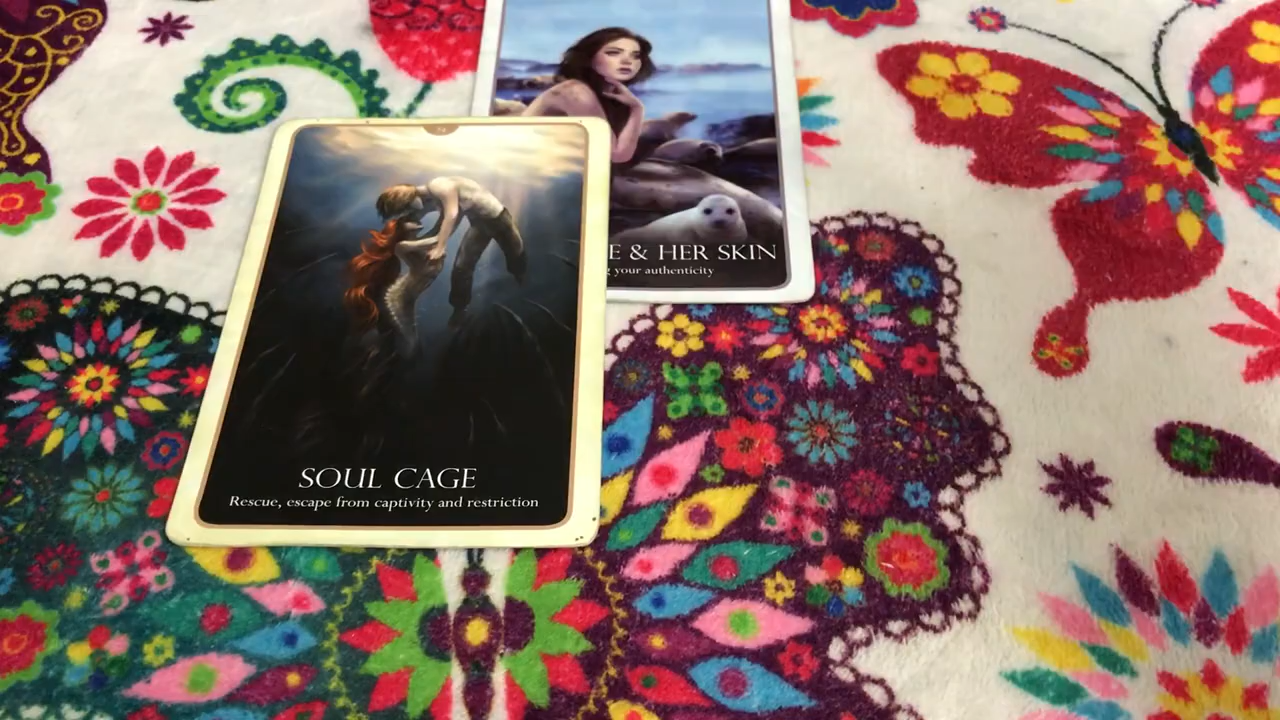 E & HER SKIN
g your authenticity
SOUL CAGE
Rescue, escape from captivity and restriction